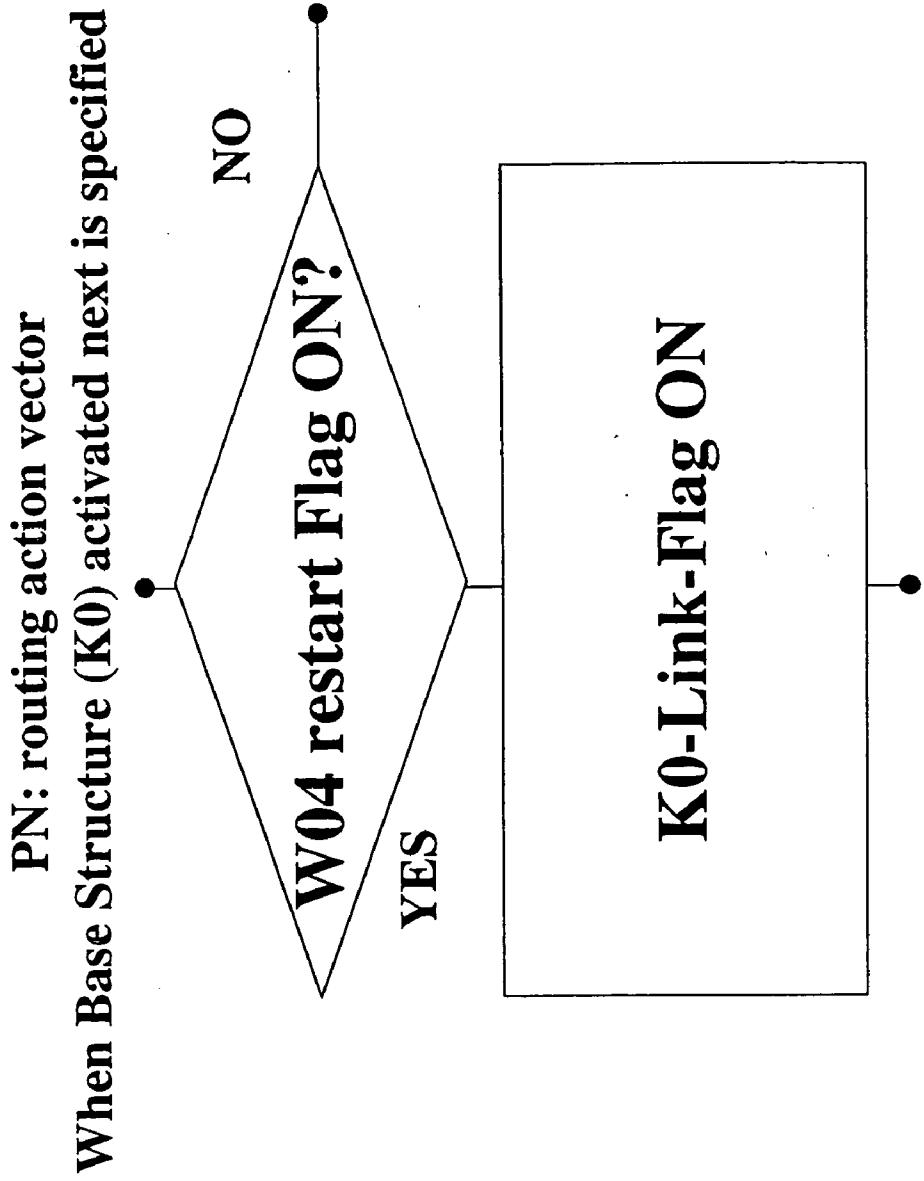 PN: routing action vector
When Base Structure (K0) activated next is specified
W04 restart Flag ON?
NO
YES
K0-Link-Flag ON